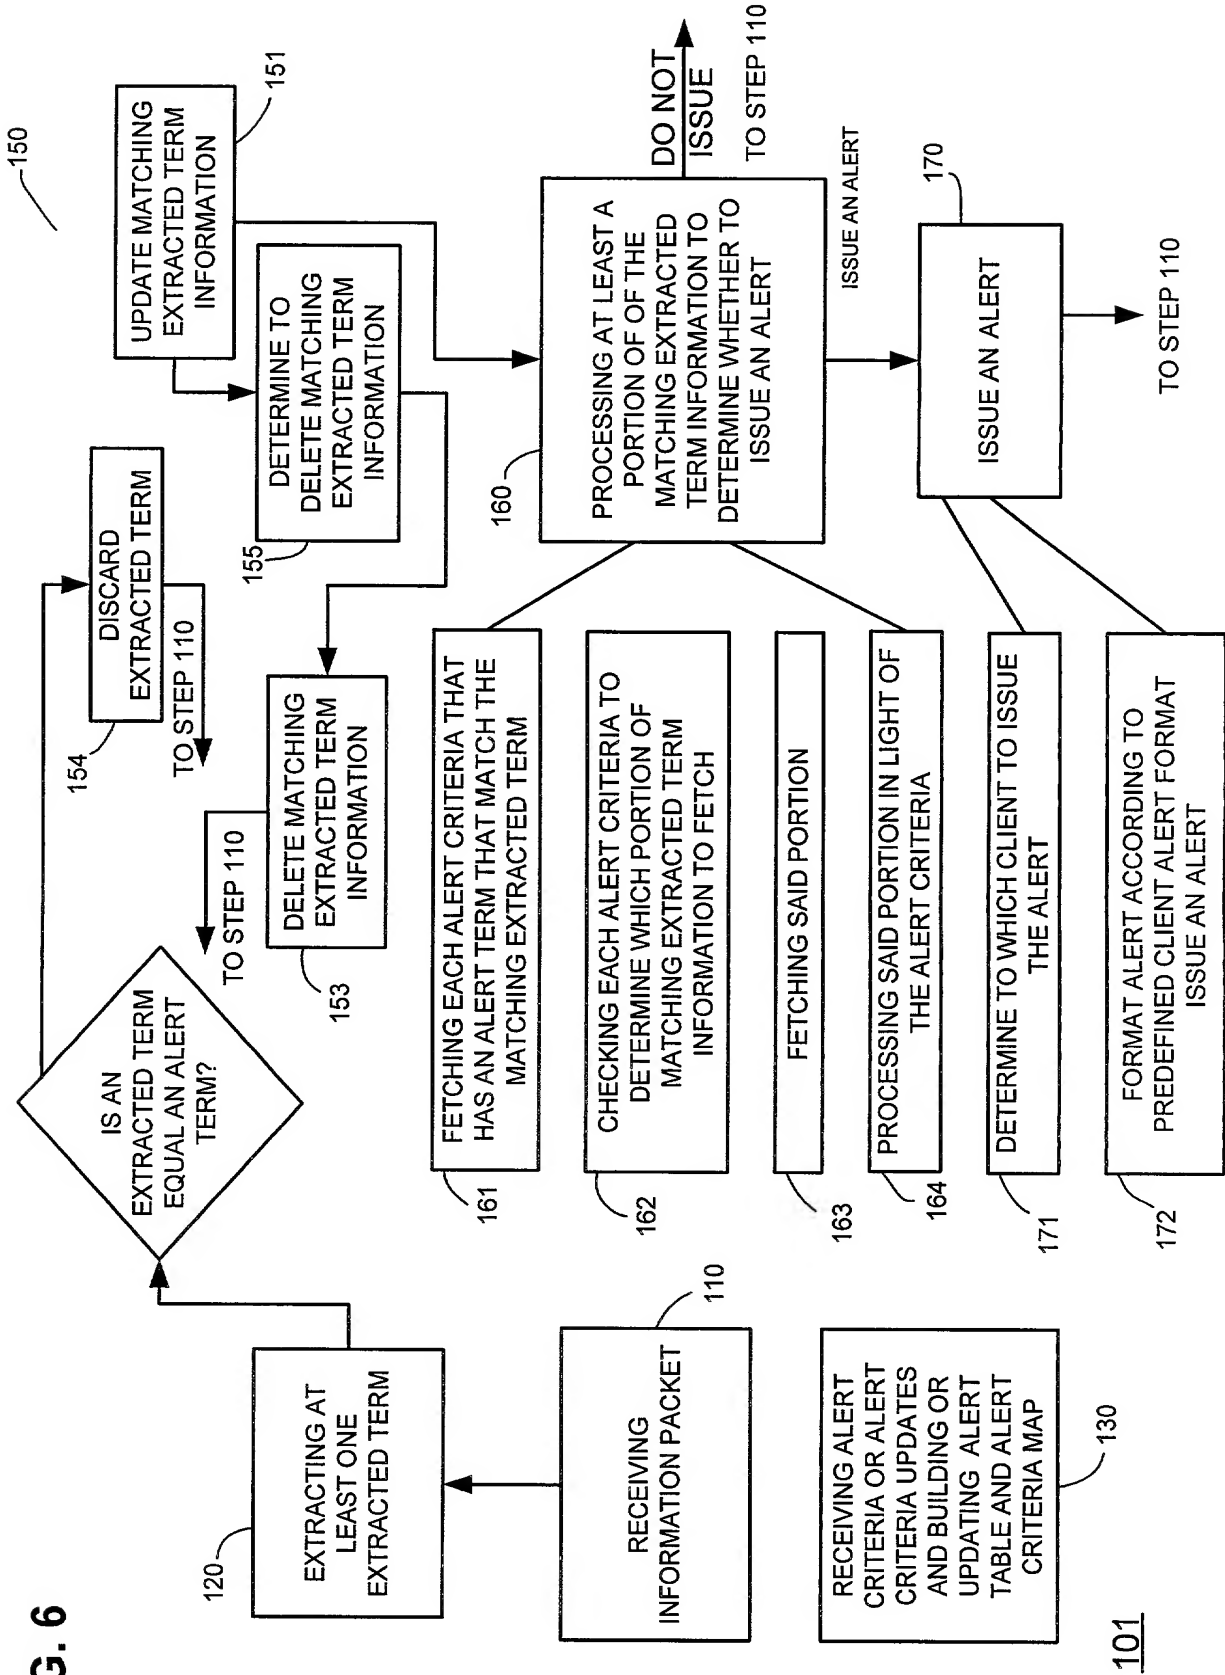 G. 6
101
120
EXTRACTING AT
LEAST ONE
EXTRACTED TERM
RECEIVING
INFORMATION PACKET
110
RECEIVING ALERT
CRITERIA OR ALERT
CRITERIA UPDATES
AND BUILDING OR
UPDATING ALERT
TABLE AND ALERT
CRITERIA MAP
130
IS AN
EXTRACTED TERM
EQUAL AN ALERT
TERM?
154
DISCARD
EXTRACTED TERM
TO STEP 110
TO STEP 110
DELETE MATCHING
EXTRACTED TERM
INFORMATION
153
150
UPDATE MATCHING
EXTRACTED TERM
INFORMATION
151
DETERMINE TO
DELETE MATCHING
EXTRACTED TERM
INFORMATION
155
160
PROCESSING AT LEAST A
PORTION OF OF THE
MATCHING EXTRACTED
TERM INFORMATION TO
DETERMINE WHETHER TO
ISSUE AN ALERT
DO NOT
ISSUE
TO STEP 110
ISSUE AN ALERT
170
ISSUE AN ALERT
TO STEP 110
FETCHING EACH ALERT CRITERIA THAT
HAS AN ALERT TERM THAT MATCH THE
MATCHING EXTRACTED TERM
161
CHECKING EACH ALERT CRITERIA TO
DETERMINE WHICH PORTION OF
MATCHING EXTRACTED TERM
INFORMATION TO FETCH
162
FETCHING SAID PORTION
163
PROCESSING SAID PORTION IN LIGHT OF
THE ALERT CRITERIA
164
DETERMINE TO WHICH CLIENT TO ISSUE
THE ALERT
171
FORMAT ALERT ACCORDING TO
PREDEFINED CLIENT ALERT FORMAT
ISSUE AN ALERT
172